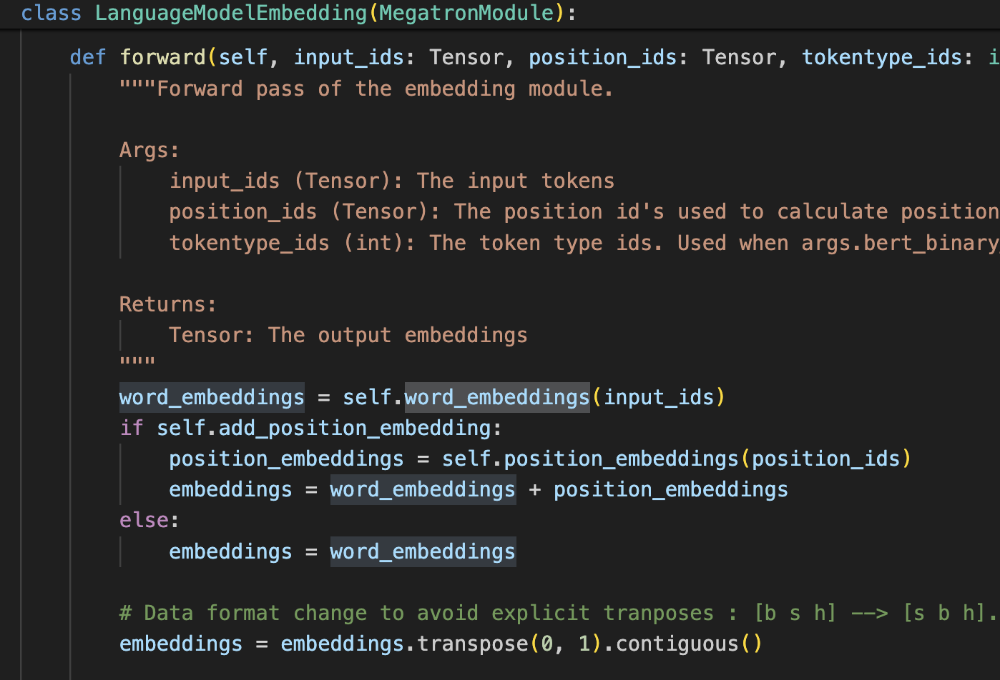 class LanguageModelEmbedding(MegatronModule):
def forward(self, input_ids: Tensor, position_ids: Tensor, tokentype_ids: i
"""Forward pass of the embedding module.
Args:
input_ids (Tensor): The input tokens
position_ids (Tensor): The position id's used to calculate position
tokentype_ids (int): The token type ids. Used when args.bert_binary_
Returns:
Tensor: The output embeddings
"""
word_embeddings = self.word_embeddings(input_ids)
if self.add_position_embedding:
position_embeddings = self.position_embeddings(position_ids)
embeddings = word_embeddings + position_embeddings
else:
embeddings = word_embeddings
# Data format change to avoid explicit tranposes : [b s h] --> [s b h].
embeddings = embeddings.transpose(0, 1).contiguous()